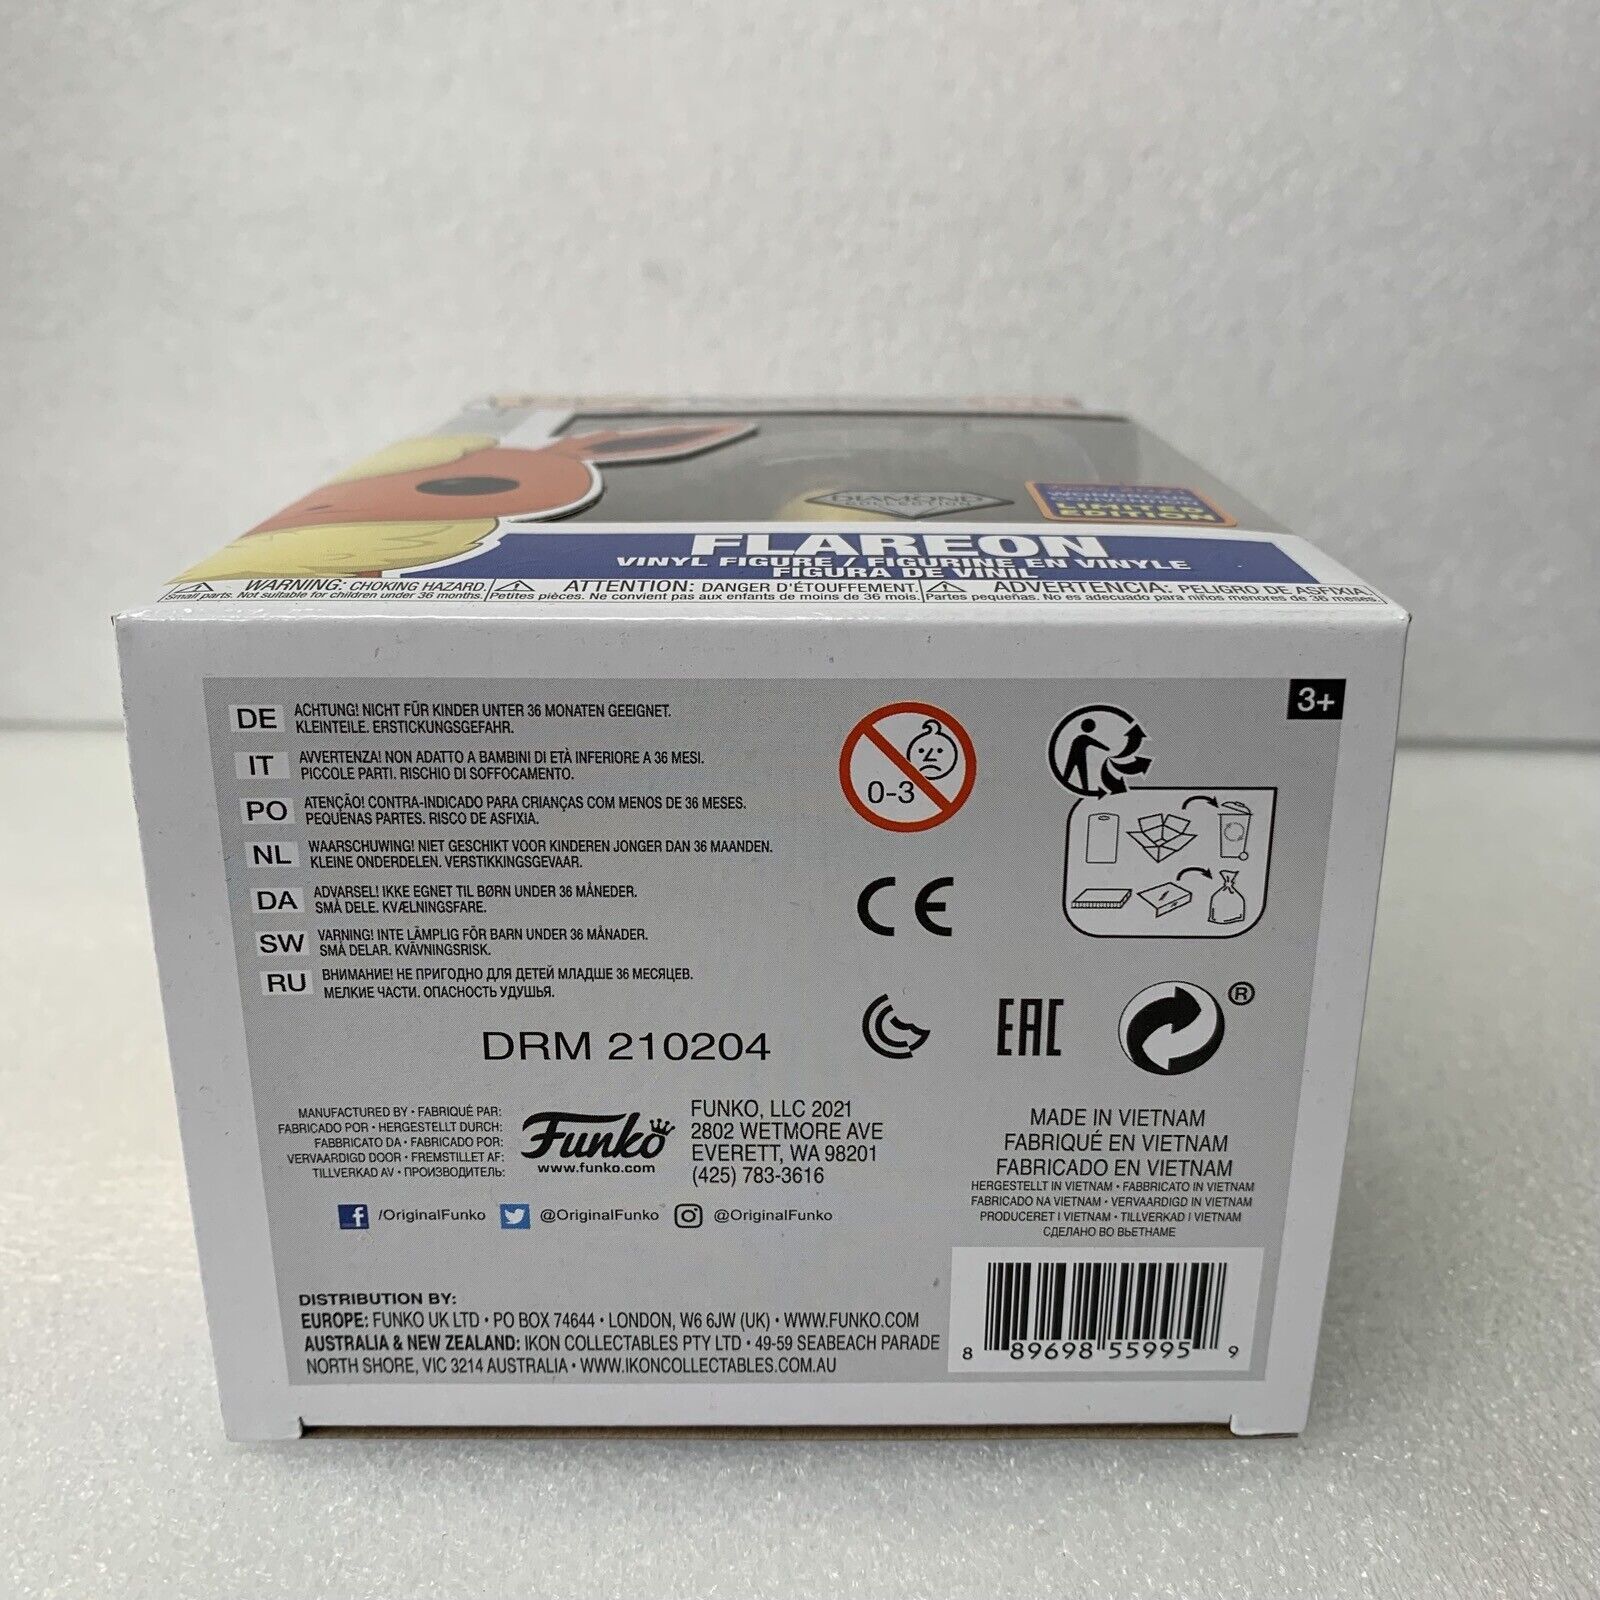 DIAMOND
COLLECTION
WONDROUS
CONVENTION
LIMITED
EDITION
FLAREON
VINYL FIGURE / FIGURINE EN VINYLE
FIGURA DE VINIL
WARNING: CHOKING HAZARD.
Small parts. Not suitable for children under 36 months.
ATTENTION: DANGER D'ÉTOUFFEMENT.
Petites pièces. Ne convient pas aux enfants de moins de 36 mois.
ADVERTENCIA: PELIGRO DE ASFIXIA.
Partes pequeñas. No es adecuado para niños menores de 36 meses.
3+
DE ACHTUNG! NICHT FÜR KINDER UNTER 36 MONATEN GEEIGNET.
KLEINTEILE. ERSTICKUNGSGEFAHR.
IT AVVERTENZA! NON ADATTO A BAMBINI DI ETÀ INFERIORE A 36 MESI.
PICCOLE PARTI. RISCHIO DI SOFFOCAMENTO.
PO ATENÇÃO! CONTRA-INDICADO PARA CRIANÇAS COM MENOS DE 36 MESES.
PEQUENAS PARTES. RISCO DE ASFIXIA.
NL WAARSCHUWING! NIET GESCHIKT VOOR KINDEREN JONGER DAN 36 MAANDEN.
KLEINE ONDERDELEN. VERSTIKKINGSGEVAAR.
DA ADVARSEL! IKKE EGNET TIL BØRN UNDER 36 MÅNEDER.
SMÅ DELE. KVÆLNINGSFARE.
SW VARNING! INTE LÄMPLIG FÖR BARN UNDER 36 MÅNADER.
SMÅ DELAR. KVÄVNINGSRISK.
RU ВНИМАНИЕ! НЕ ПРИГОДНО ДЛЯ ДЕТЕЙ МЛАДШЕ 36 МЕСЯЦЕВ.
МЕЛКИЕ ЧАСТИ. ОПАСНОСТЬ УДУШЬЯ.
0-3
CE
EAC
®
DRM 210204
MANUFACTURED BY • FABRIQUÉ PAR:
FABRICADO POR • HERGESTELLT DURCH:
FABBRICATO DA • FABRICADO POR:
VERVAARDIGD DOOR • FREMSTILLET AF:
TILLVERKAD AV • ПРОИЗВОДИТЕЛЬ:
Funko
www.funko.com
FUNKO, LLC 2021
2802 WETMORE AVE
EVERETT, WA 98201
(425) 783-3616
MADE IN VIETNAM
FABRIQUÉ EN VIETNAM
FABRICADO EN VIETNAM
HERGESTELLT IN VIETNAM • FABBRICATO IN VIETNAM
FABRICADO NA VIETNAM • VERVAARDIGD IN VIETNAM
PRODUCERET I VIETNAM • TILLVERKAD I VIETNAM
СДЕЛАНО ВО ВЬЕТНАМЕ
f /OriginalFunko @OriginalFunko @OriginalFunko
DISTRIBUTION BY:
EUROPE: FUNKO UK LTD • PO BOX 74644 • LONDON, W6 6JW (UK) • WWW.FUNKO.COM
AUSTRALIA & NEW ZEALAND: IKON COLLECTABLES PTY LTD • 49-59 SEABEACH PARADE
NORTH SHORE, VIC 3214 AUSTRALIA • WWW.IKONCOLLECTABLES.COM.AU
8 89698 55995 9